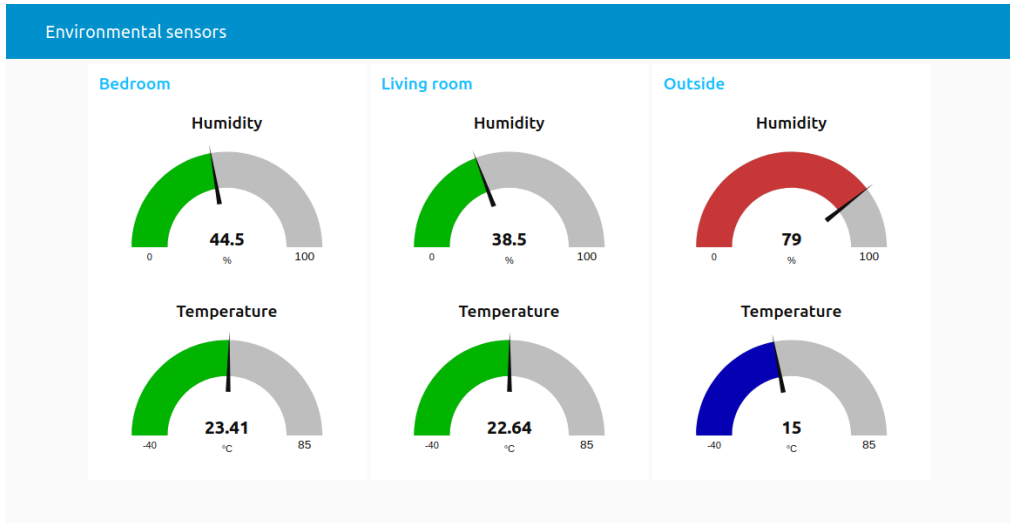 Environmental sensors
Bedroom
Humidity
44.5
%
0
100
Temperature
23.41
°C
-40
85
Living room
Humidity
38.5
%
0
100
Temperature
22.64
°C
-40
85
Outside
Humidity
79
%
0
100
Temperature
15
°C
-40
85